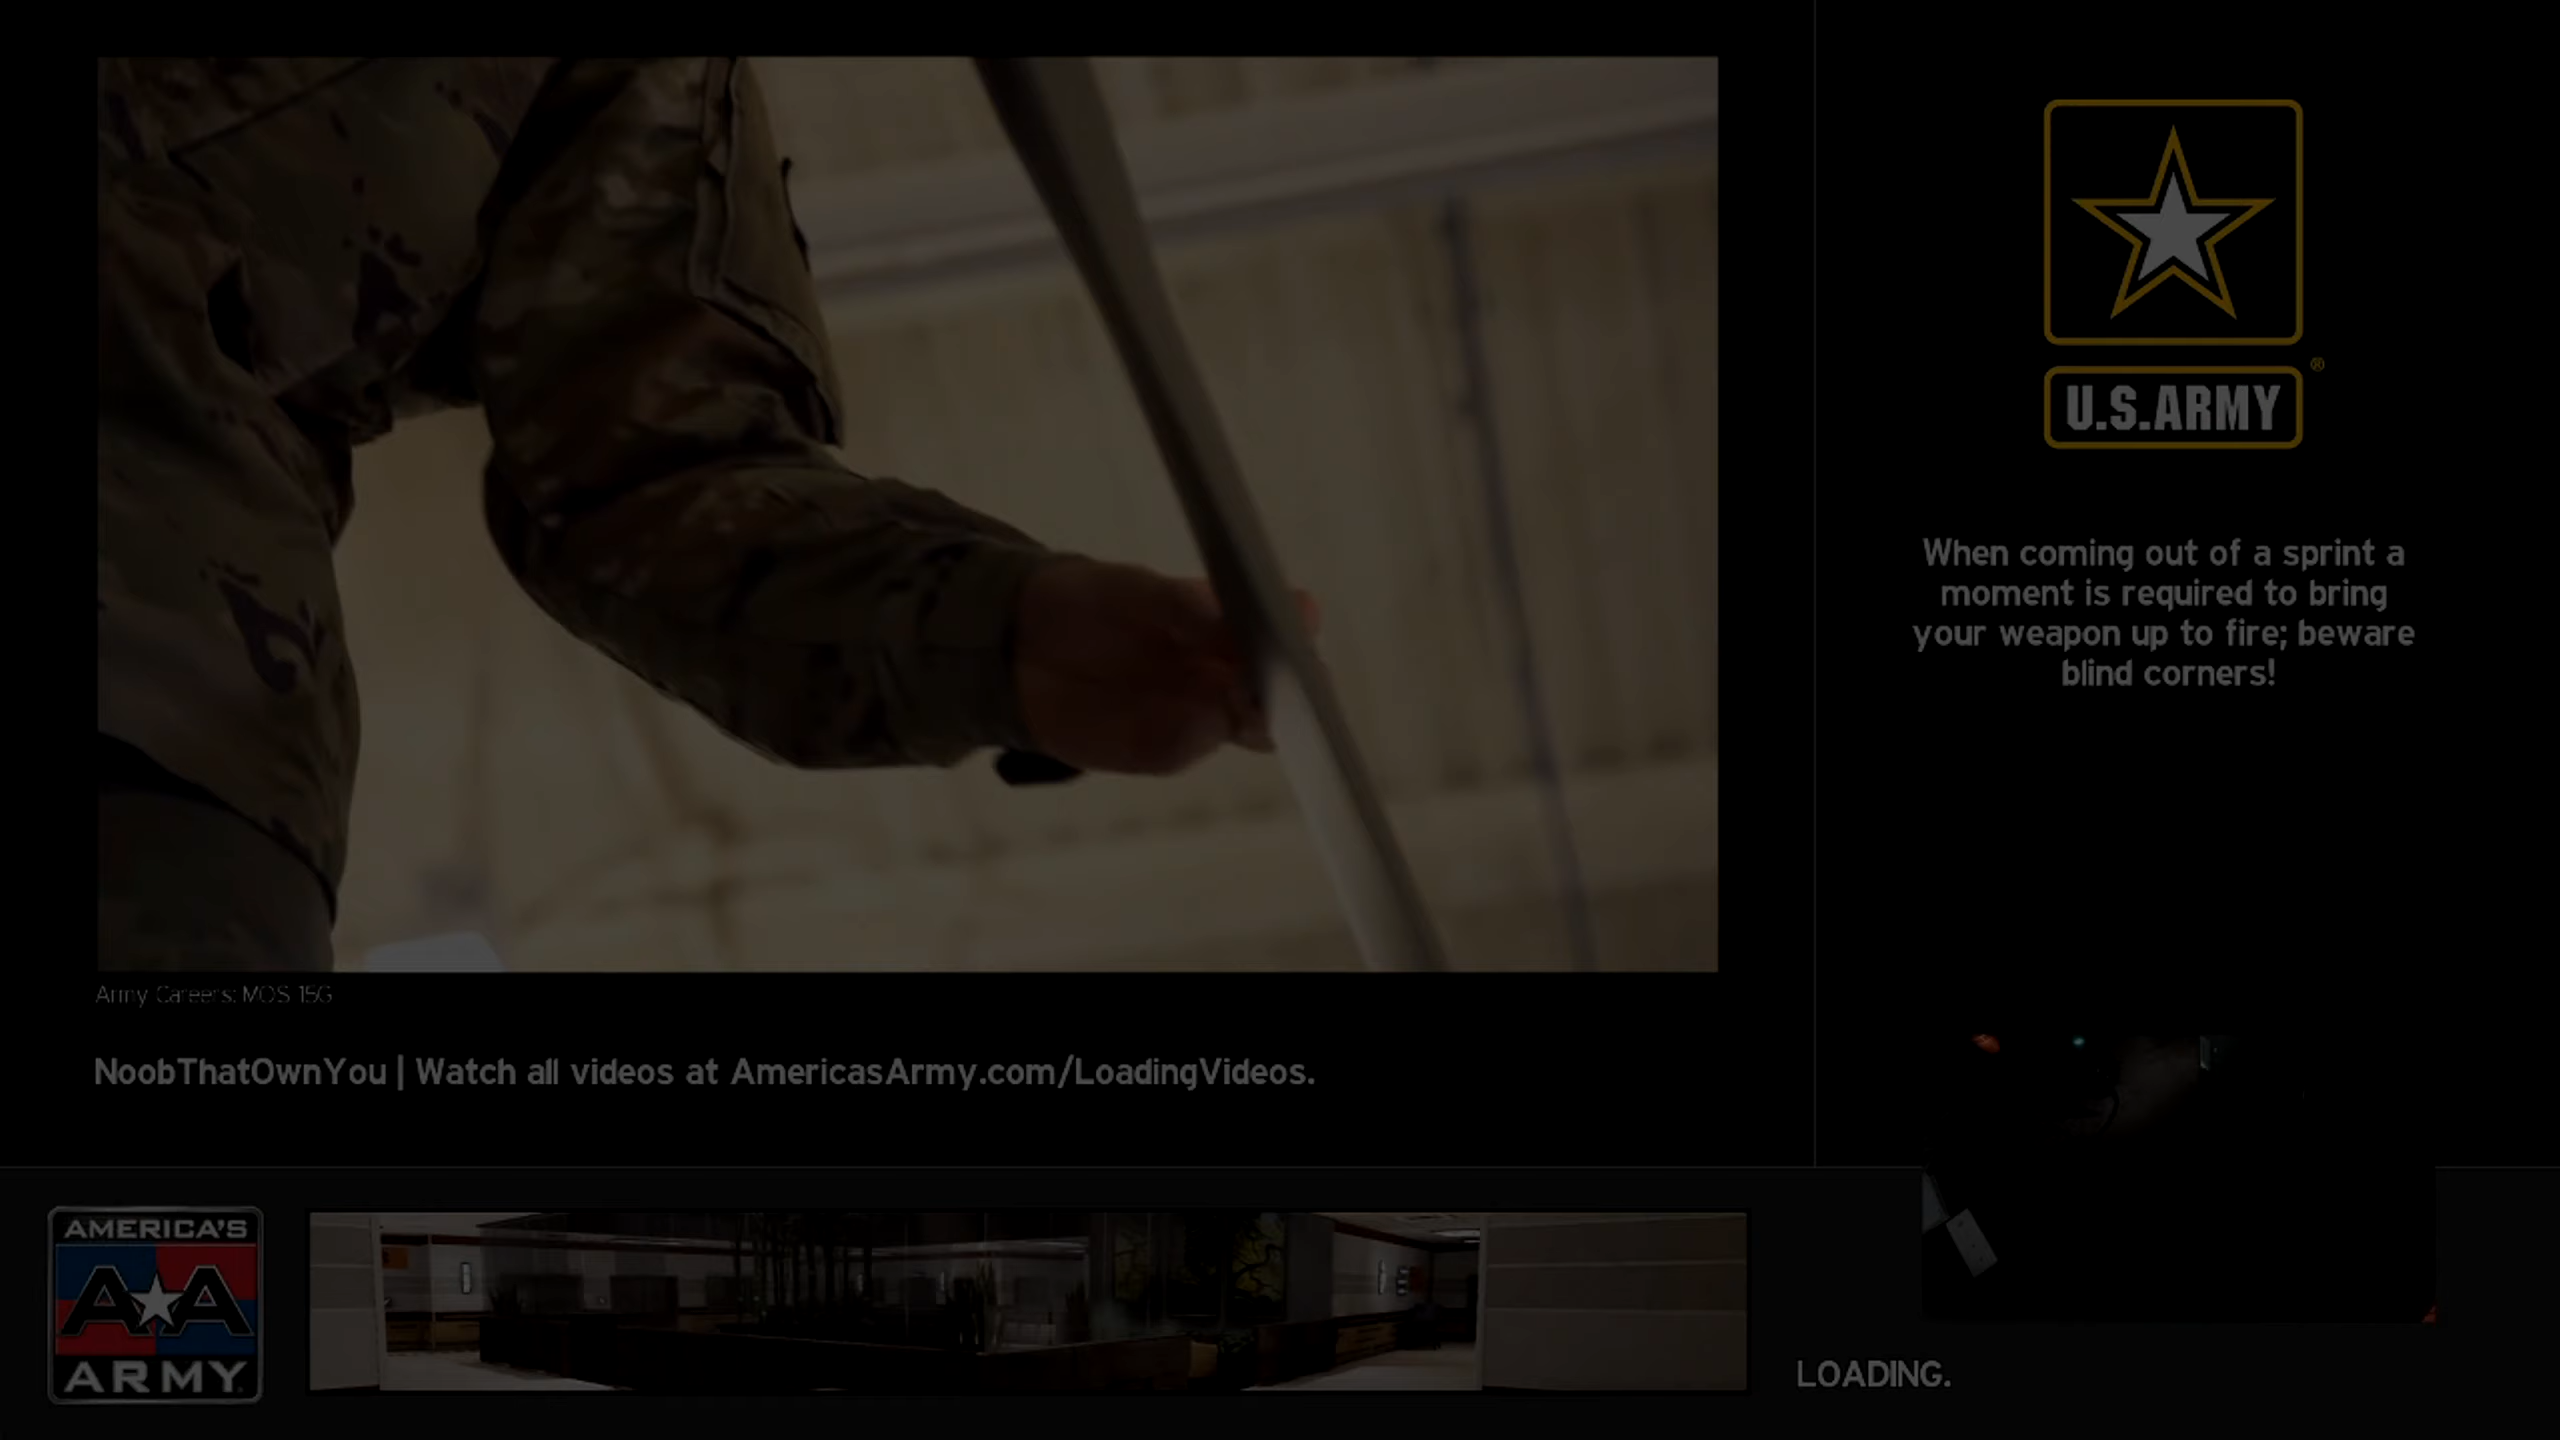 U.S.ARMY
®
When coming out of a sprint a
moment is required to bring
your weapon up to fire; beware
blind corners!
Army Careers: MOS 15G
NoobThatOwnYou | Watch all videos at AmericasArmy.com/LoadingVideos.
AMERICA'S
AA
ARMY
LOADING.